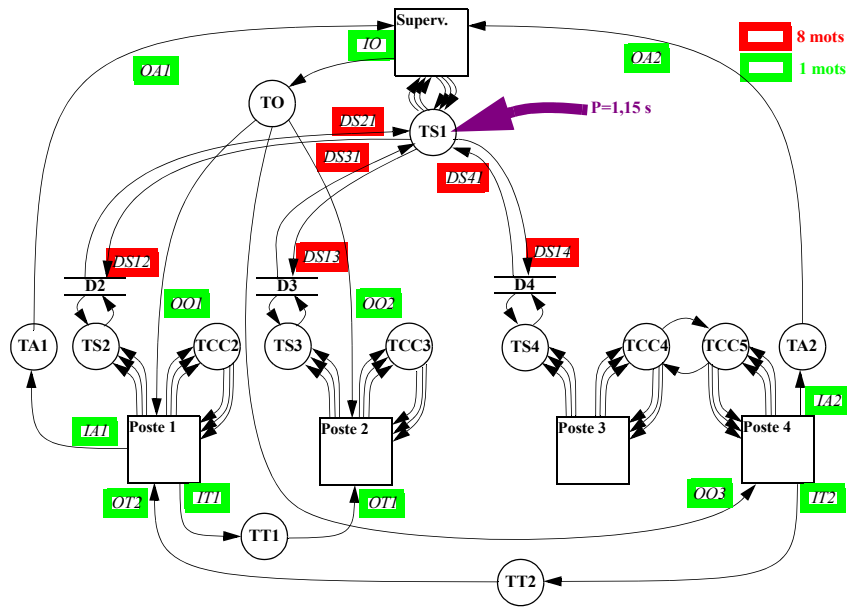 Superv.
IO
OA1
OA2
8 mots
1 mots
TO
P=1,15 s
DS21
TS1
DS31
DS41
DS12
DS13
DS14
D2
D3
D4
OO1
OO2
TA1
TS2
TCC2
TS3
TCC3
TS4
TCC4
TCC5
TA2
IA1
Poste 1
Poste 2
Poste 3
Poste 4
IA2
OT2
IT1
OT1
OO3
IT2
TT1
TT2